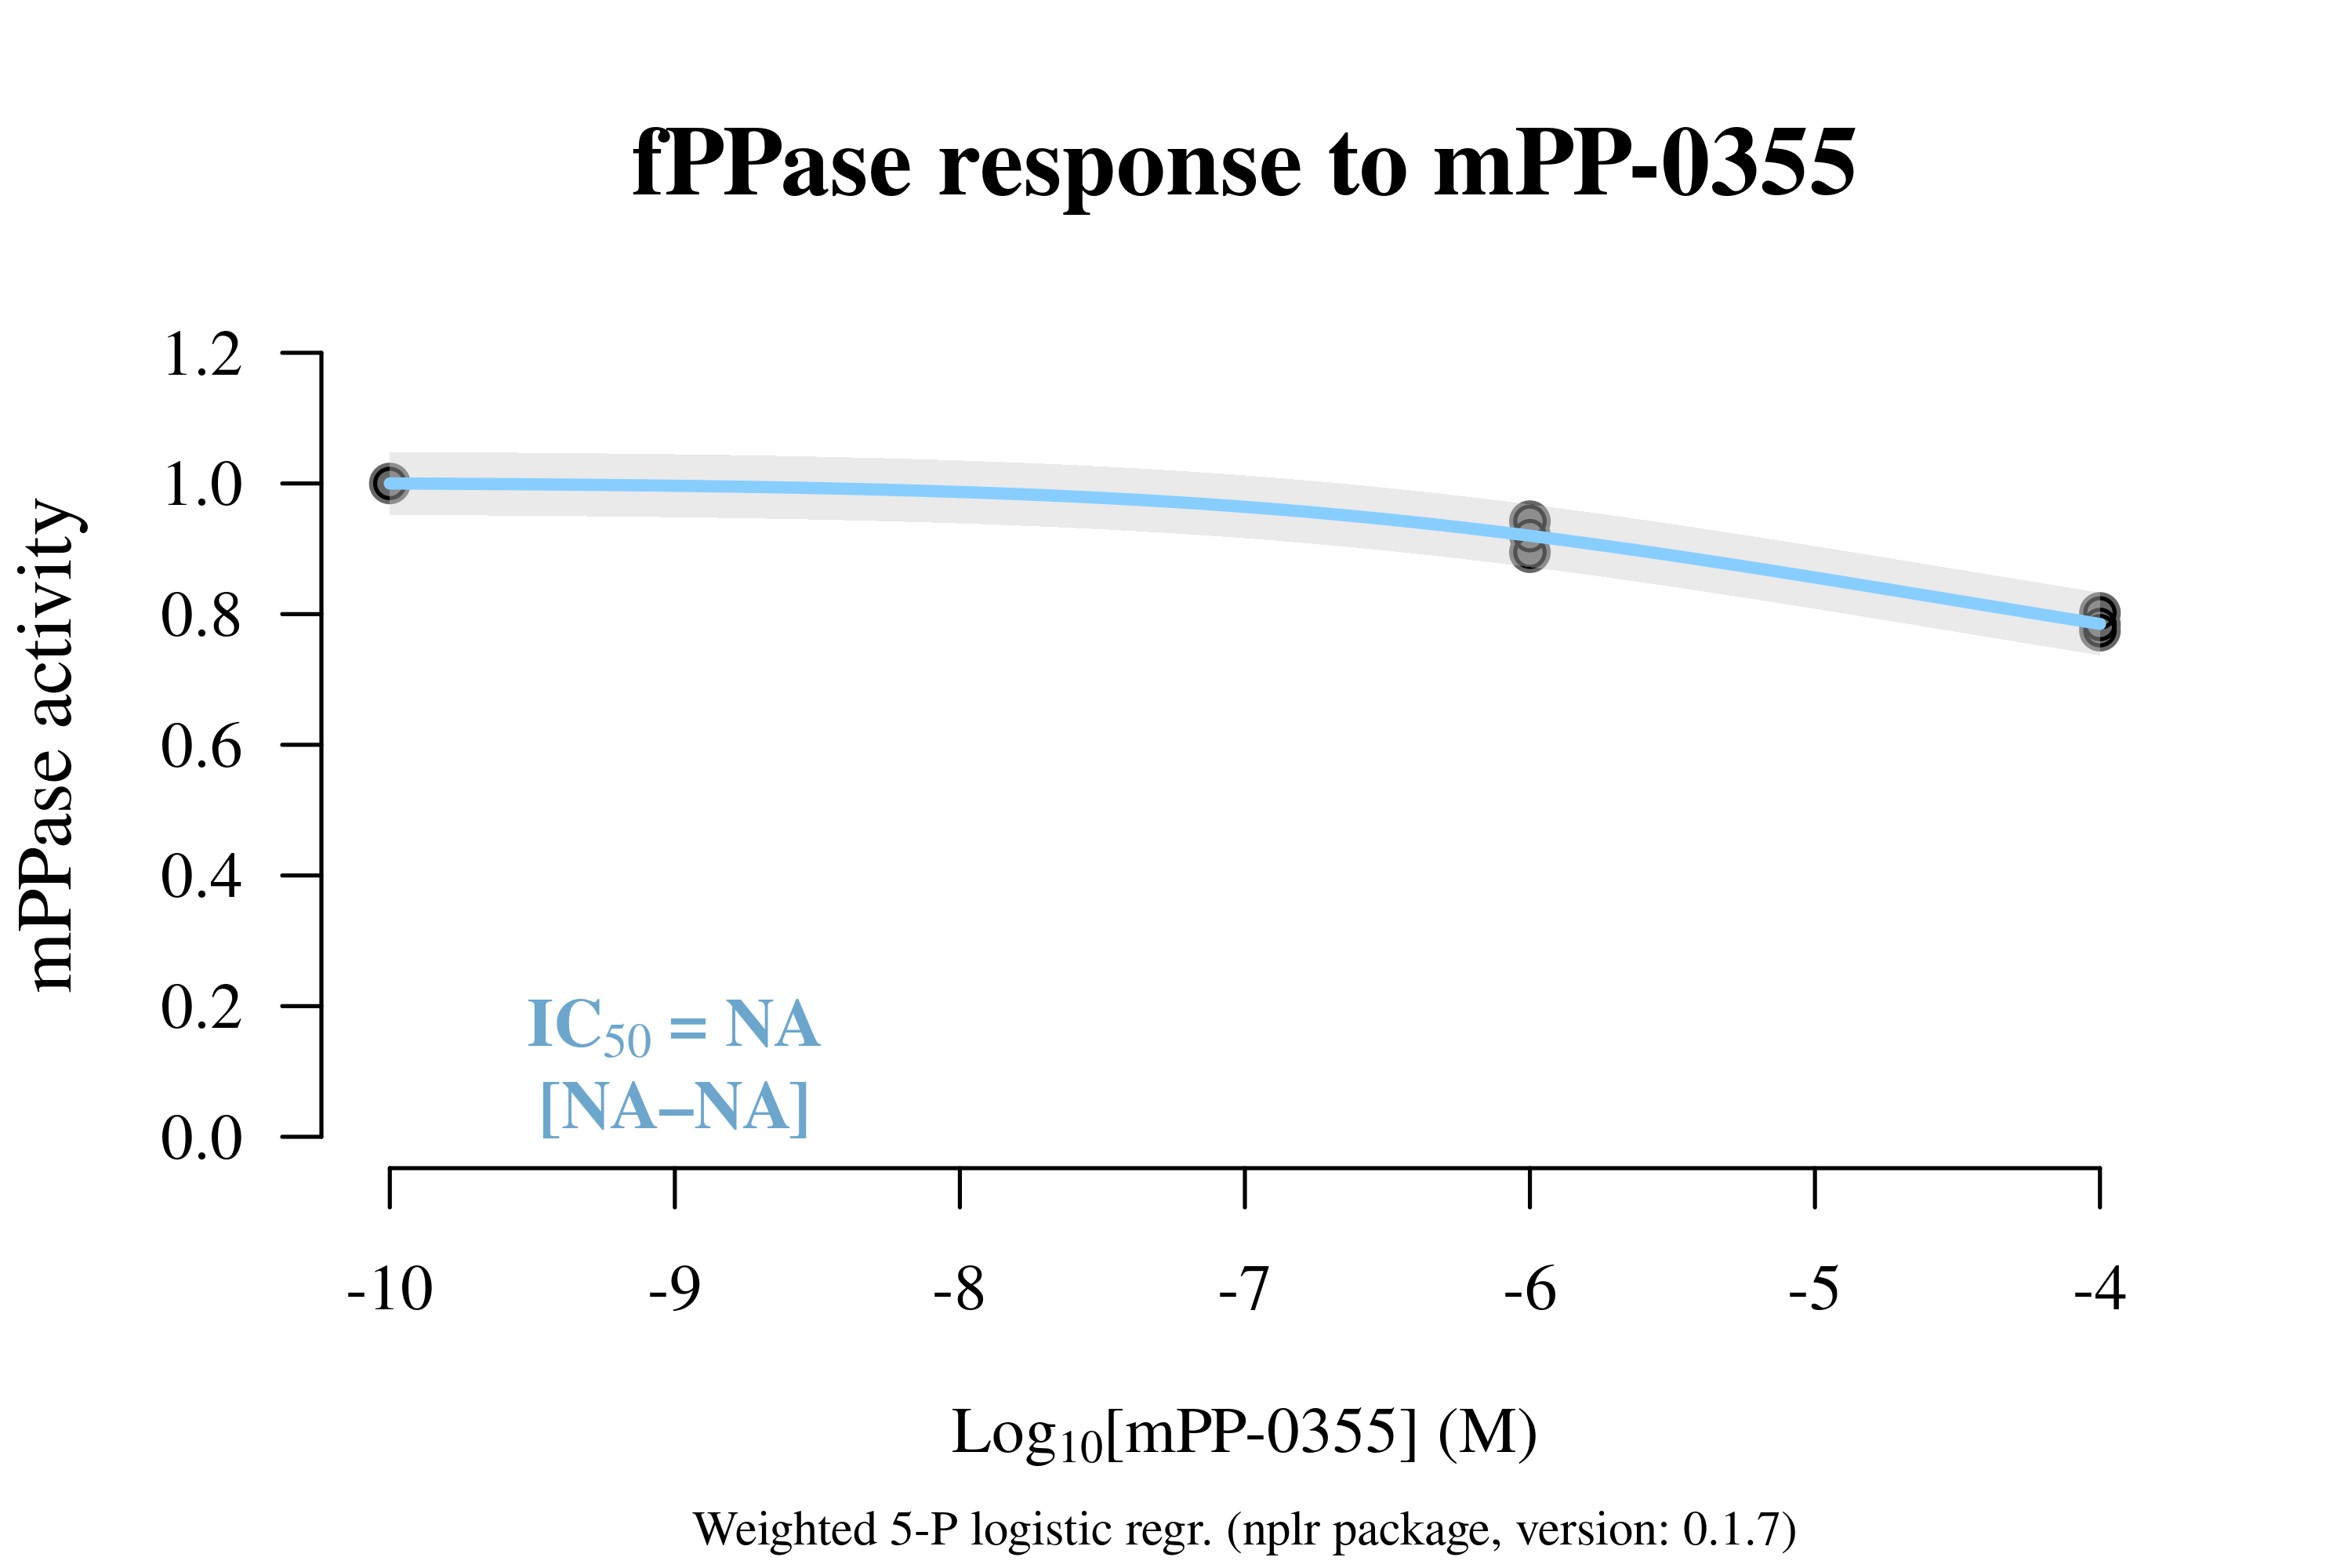 fPPase response to mPP-0355
mPPase activity
1.2
1.0
0.8
0.6
0.4
0.2
0.0
IC50 = NA
[NA–NA]
-10 -9 -8 -7 -6 -5 -4
Log10[mPP-0355] (M)
Weighted 5-P logistic regr. (nplr package, version: 0.1.7)